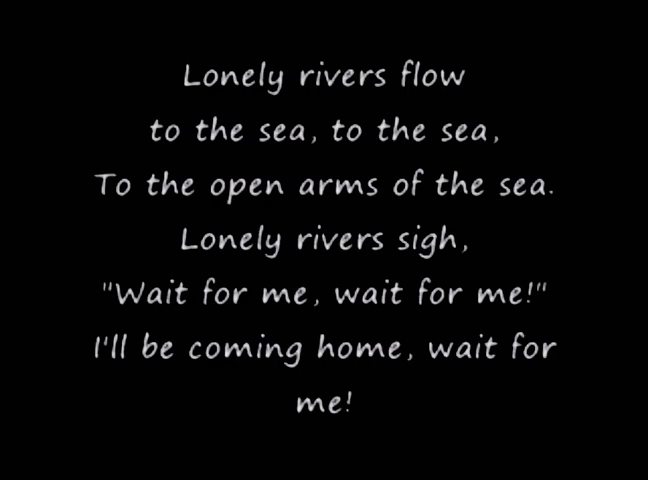 Lonely rivers flow
to the sea, to the sea,
To the open arms of the sea.
Lonely rivers sigh,
"Wait for me, wait for me!"
I'll be coming home, wait for
me!